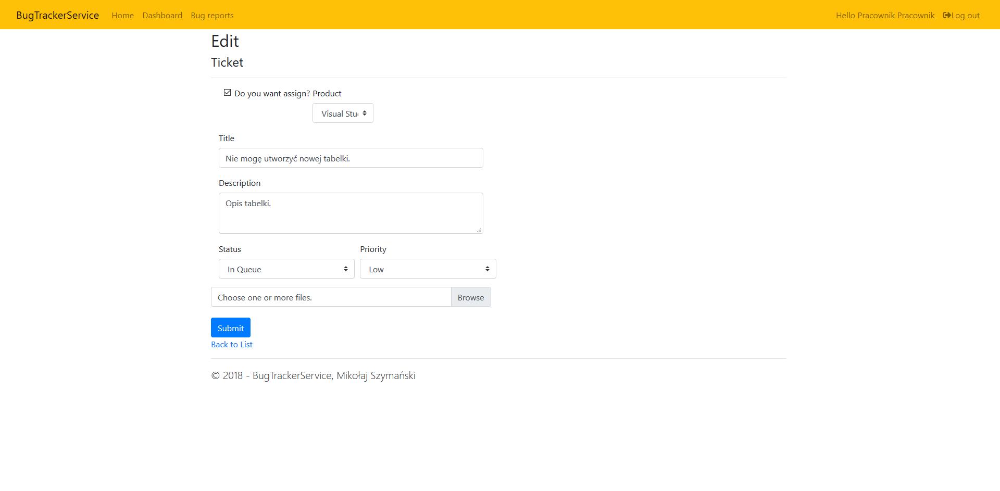 BugTrackerService Home Dashboard Bug reports Hello Pracownik Pracownik Log out
Edit
Ticket
Do you want assign? Product
Visual Stu
Title
Nie mogę utworzyć nowej tabelki.
Description
Opis tabelki.
Status Priority
In Queue Low
Choose one or more files. Browse
Submit
Back to List
© 2018 - BugTrackerService, Mikołaj Szymański